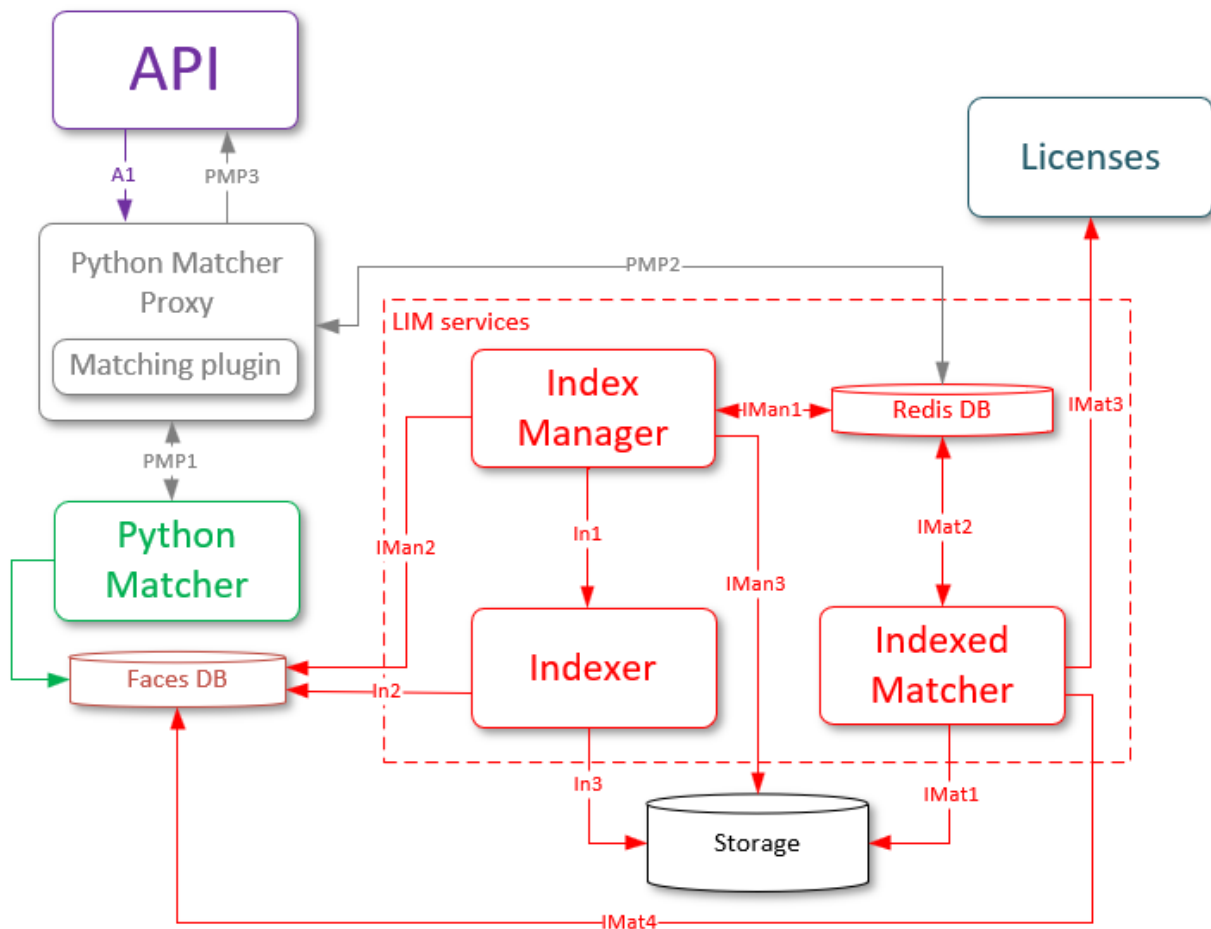 API
A1
PMP3
Licenses
Python Matcher
Proxy
Matching plugin
PMP2
LIM services
Index
Manager
IMan1
Redis DB
IMat3
PMP1
Python
Matcher
IMan2
In1
IMan3
IMat2
Indexer
Indexed
Matcher
Faces DB
In2
In3
IMat1
Storage
IMat4